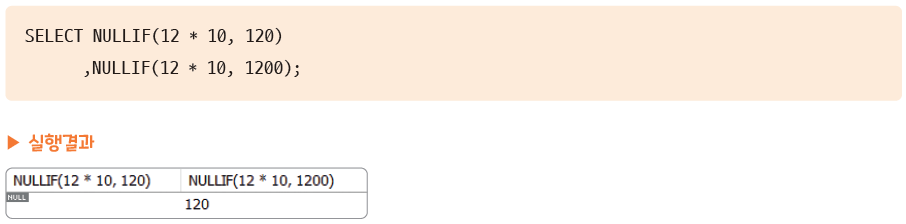 SELECT NULLIF(12 * 10, 120)
,NULLIF(12 * 10, 1200);
▶ 실행결과
NULLIF(12 * 10, 120) NULLIF(12 * 10, 1200)
NULL 120